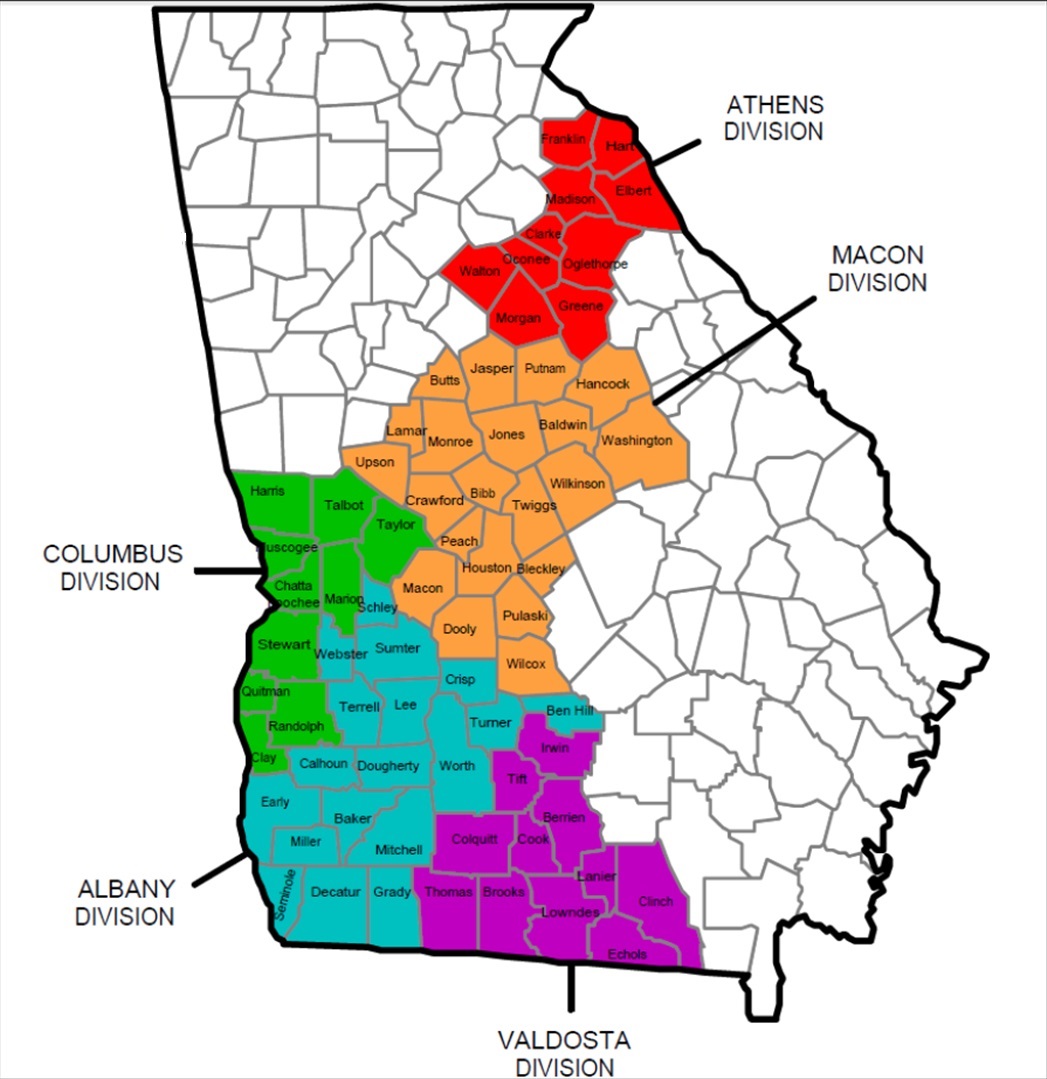 ATHENS
DIVISION
Franklin
Hart
Madison
Elbert
Clarke
Oconee
Walton
Oglethorpe
Morgan
Greene
MACON
DIVISION
Jasper
Putnam
Butts
Hancock
Lamar
Monroe
Jones
Baldwin
Washington
Upson
Crawford
Bibb
Wilkinson
Twiggs
Peach
Houston
Bleckley
Macon
Pulaski
Dooly
Wilcox
COLUMBUS
DIVISION
Harris
Talbot
Taylor
uscogee
Chatta
oochee
Marion
Stewart
Quitman
Randolph
Clay
Schley
Webster
Sumter
Crisp
Terrell
Lee
Turner
Ben Hill
Calhoun
Dougherty
Worth
Early
Baker
Miller
Mitchell
Seminole
Decatur
Grady
ALBANY
DIVISION
Irwin
Tift
Berrien
Colquitt
Cook
Lanier
Thomas
Brooks
Clinch
Lowndes
Echols
VALDOSTA
DIVISION